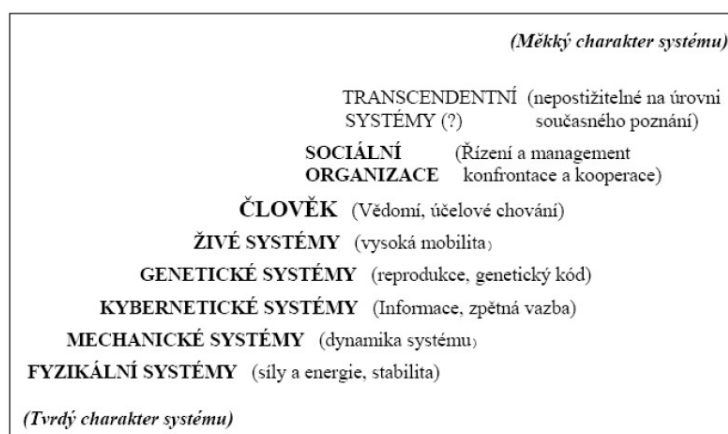 (Měkký charakter systému)
TRANSCENDENTNÍ (nepostižitelné na úrovni
SYSTÉMY (?) současného poznání)
SOCIÁLNÍ (Řízení a management
ORGANIZACE konfrontace a kooperace)
ČLOVĚK (Vědomí, účelové chování)
ŽIVÉ SYSTÉMY (vysoká mobilita)
GENETICKÉ SYSTÉMY (reprodukce, genetický kód)
KYBERNETICKÉ SYSTÉMY (Informace, zpětná vazba)
MECHANICKÉ SYSTÉMY (dynamika systému)
FYZIKÁLNÍ SYSTÉMY (síly a energie, stabilita)
(Tvrdý charakter systému)